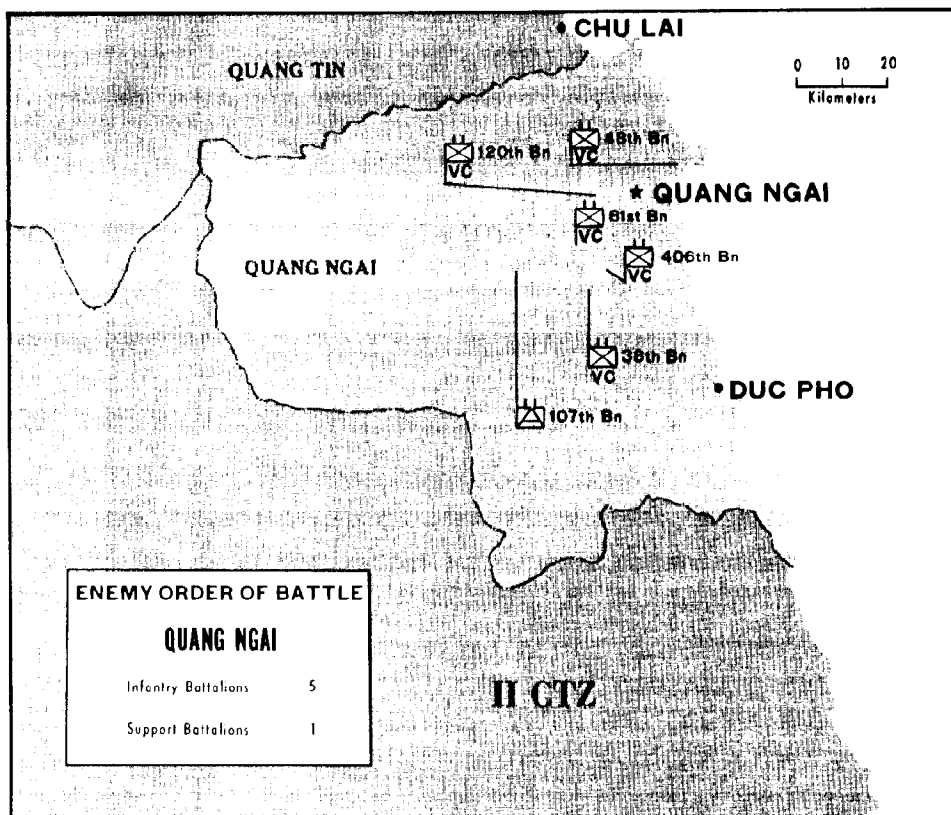 CHU LAI
QUANG TIN
0 10 20
Kilometers
120th Bn
VC
48th Bn
VC
QUANG NGAI
81st Bn
VC
QUANG NGAI
406th Bn
VC
38th Bn
VC
DUC PHO
107th Bn
ENEMY ORDER OF BATTLE
QUANG NGAI
Infantry Battalions 5
Support Battalions 1
II CTZ